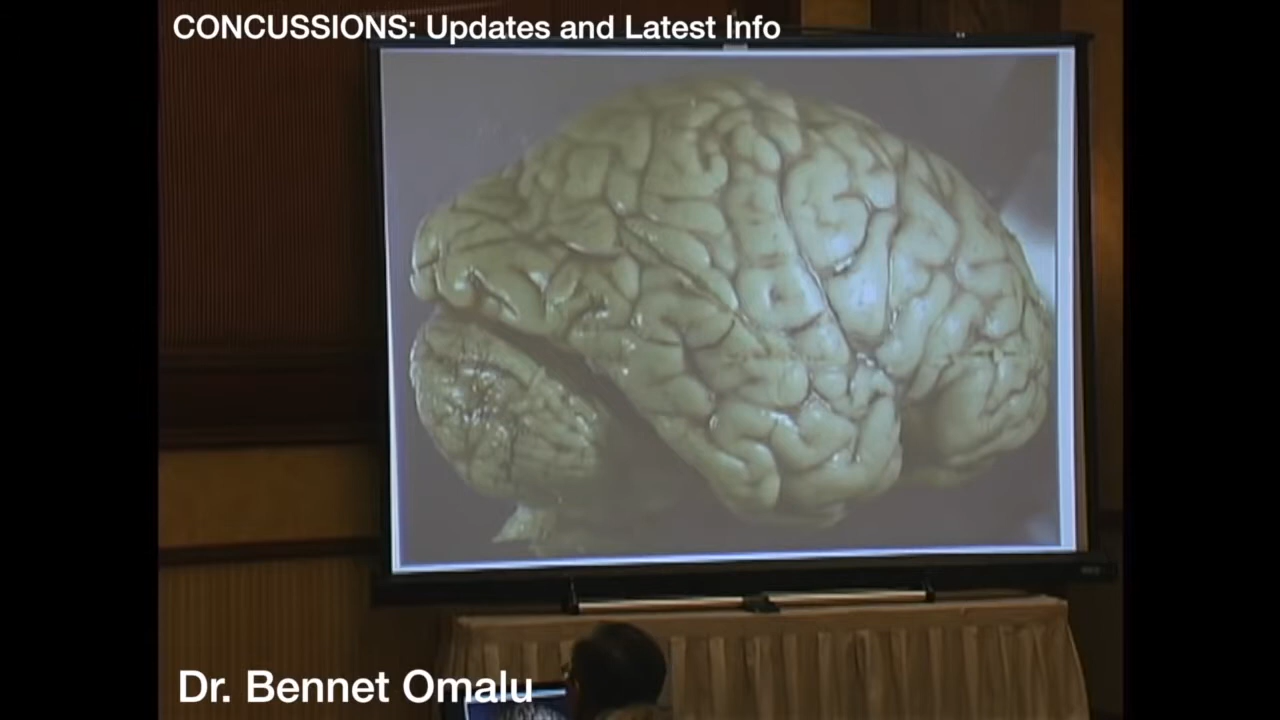 CONCUSSIONS: Updates and Latest Info
Dr. Bennet Omalu